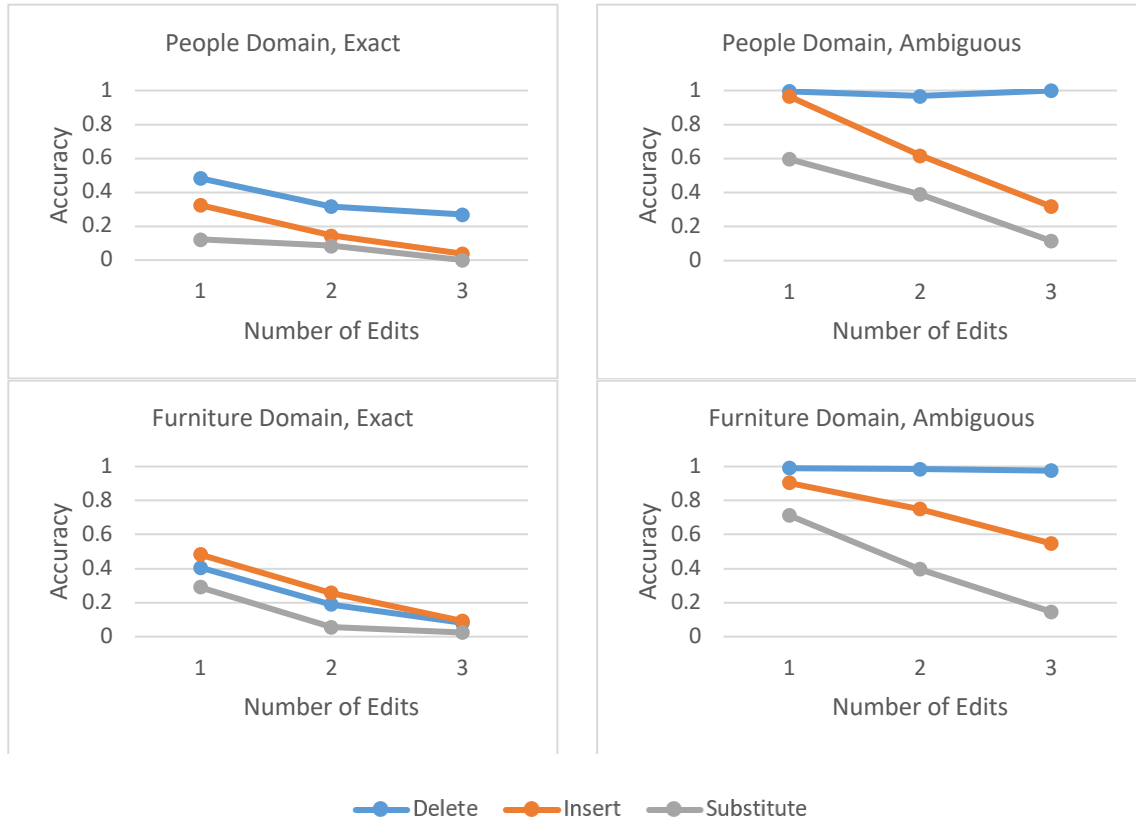 People Domain, Exact
1
0.8
0.6
0.4
0.2
0
Accuracy
1 2 3
Number of Edits
People Domain, Ambiguous
1
0.8
0.6
0.4
0.2
0
Accuracy
1 2 3
Number of Edits
Furniture Domain, Exact
1
0.8
0.6
0.4
0.2
0
Accuracy
1 2 3
Number of Edits
Furniture Domain, Ambiguous
1
0.8
0.6
0.4
0.2
0
Accuracy
1 2 3
Number of Edits
Delete Insert Substitute